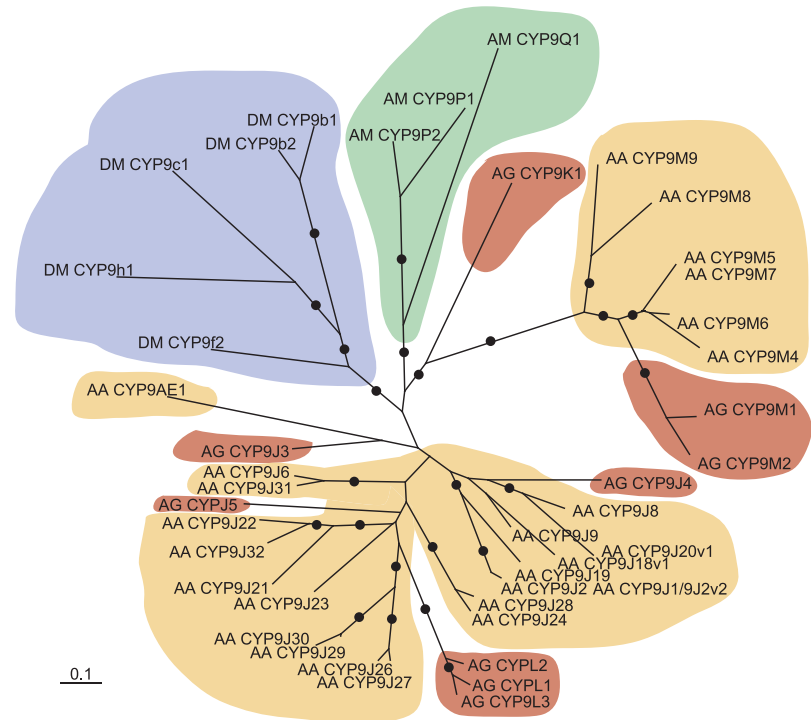 AM CYP9Q1
AM CYP9P1
DM CYP9b1
AM CYP9P2
DM CYP9b2
AA CYP9M9
DM CYP9c1
AG CYP9K1
AA CYP9M8
AA CYP9M5
DM CYP9h1
AA CYP9M7
AA CYP9M6
DM CYP9f2
AA CYP9M4
AA CYP9AE1
AG CYP9M1
AG CYP9J3
AG CYP9M2
AA CYP9J6
AA CYP9J31
AG CYP9J4
AG CYPJ5
AA CYP9J8
AA CYP9J22
AA CYP9J9
AA CYP9J32
AA CYP9J20v1
AA CYP9J18v1
AA CYP9J19
AA CYP9J21
AA CYP9J2 AA CYP9J1/9J2v2
AA CYP9J23
AA CYP9J28
AA CYP9J24
AA CYP9J30
AA CYP9J29
AA CYP9J26
AA CYP9J27
AG CYPL2
AG CYPL1
AG CYP9L3
0.1